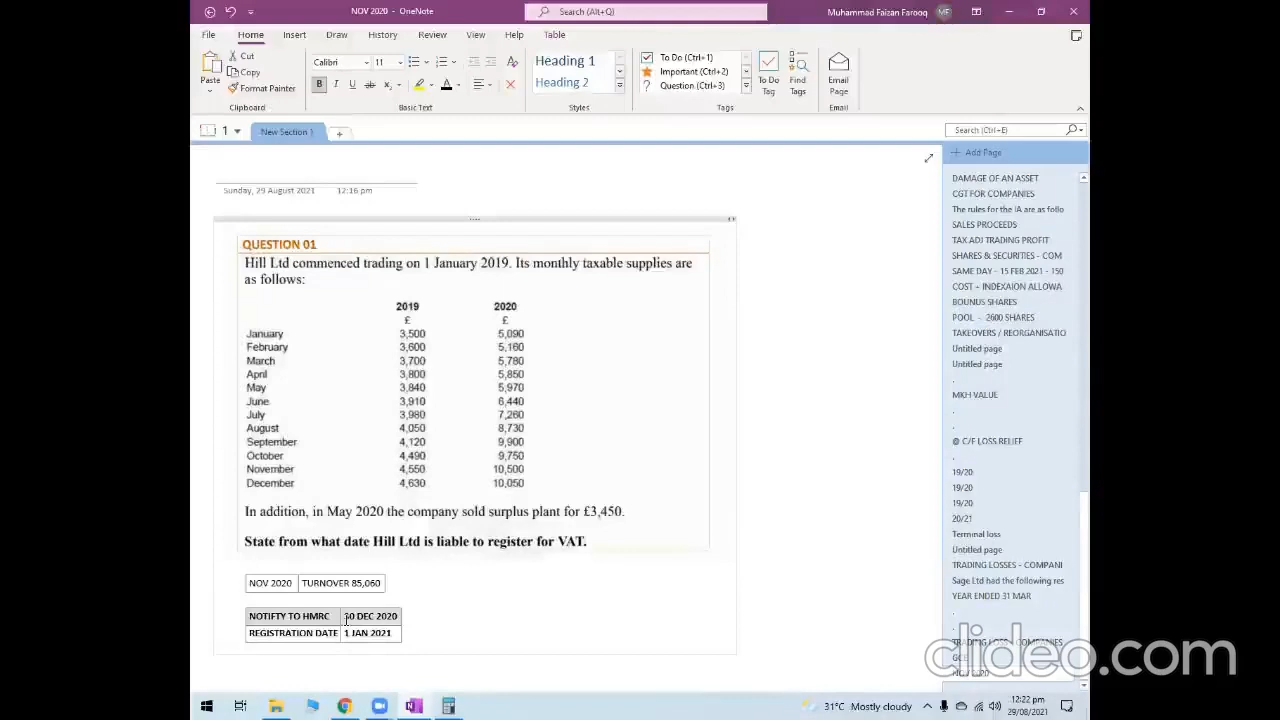 NOV 2020 - OneNote
Search (Alt+Q)
Muhammad Faizan Farooq
MF
File Home Insert Draw History Review View Help Table
Paste
Cut
Copy
Format Painter
Clipboard
Calibri 11
B I U ab
Basic Text
Heading 1
Heading 2
Styles
To Do (Ctrl+1)
Important (Ctrl+2)
Question (Ctrl+3)
To Do Tag
Find Tags
Tags
Email Page
Email
1
New Section 1
Search (Ctrl+E)
Add Page
Sunday, 29 August 2021 12:16 pm
QUESTION 01
Hill Ltd commenced trading on 1 January 2019. Its monthly taxable supplies are
as follows:
2019 2020
£ £
January 3,500 5,090
February 3,600 5,160
March 3,700 5,780
April 3,800 5,850
May 3,840 5,970
June 3,910 6,440
July 3,980 7,260
August 4,050 8,730
September 4,120 9,900
October 4,490 9,750
November 4,550 10,500
December 4,630 10,050
In addition, in May 2020 the company sold surplus plant for £3,450.
State from what date Hill Ltd is liable to register for VAT.
NOV 2020 TURNOVER 85,060
NOTIFTY TO HMRC 30 DEC 2020
REGISTRATION DATE 1 JAN 2021
DAMAGE OF AN ASSET
CGT FOR COMPANIES
The rules for the IA are as follo
SALES PROCEEDS
TAX ADJ TRADING PROFIT
SHARES & SECURITIES - COM
SAME DAY - 15 FEB 2021 - 150
COST + INDEXAION ALLOWA
BOUNUS SHARES
POOL - 2600 SHARES
TAKEOVERS / REORGANISATIO
Untitled page
Untitled page
.
MKH VALUE
.
.
@ C/F LOSS RELIEF
.
19/20
19/20
19/20
20/21
Terminal loss
Untitled page
TRADING LOSSES - COMPANI
Sage Ltd had the following res
YEAR ENDED 31 MAR
.
.
TRADING LOSS - COMPANIES
clideo.com
31°C Mostly cloudy
12:22 pm
29/08/2021